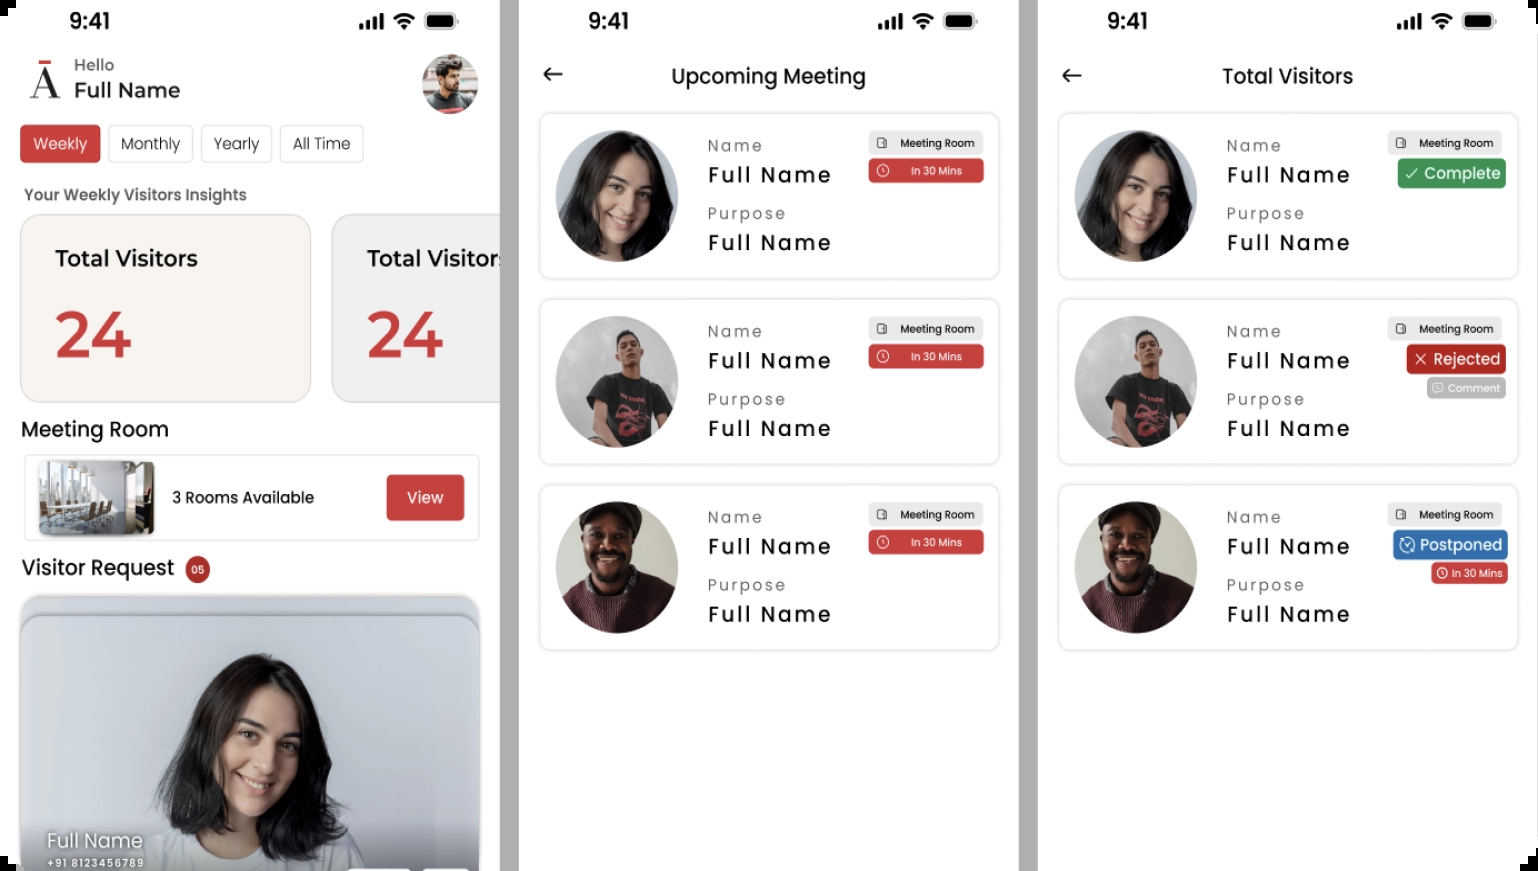 9:41
Ā
Hello
Full Name
Weekly
Monthly
Yearly
All Time
Your Weekly Visitors Insights
Total Visitors
24
Total Visitors
24
Meeting Room
3 Rooms Available
View
Visitor Request
05
Full Name
+91 8123456789
9:41
Upcoming Meeting
Name
Full Name
Purpose
Full Name
Meeting Room
In 30 Mins
Name
Full Name
Purpose
Full Name
Meeting Room
In 30 Mins
Name
Full Name
Purpose
Full Name
Meeting Room
In 30 Mins
9:41
Total Visitors
Name
Full Name
Purpose
Full Name
Meeting Room
Complete
Name
Full Name
Purpose
Full Name
Meeting Room
Rejected
Comment
Name
Full Name
Purpose
Full Name
Meeting Room
Postponed
In 30 Mins